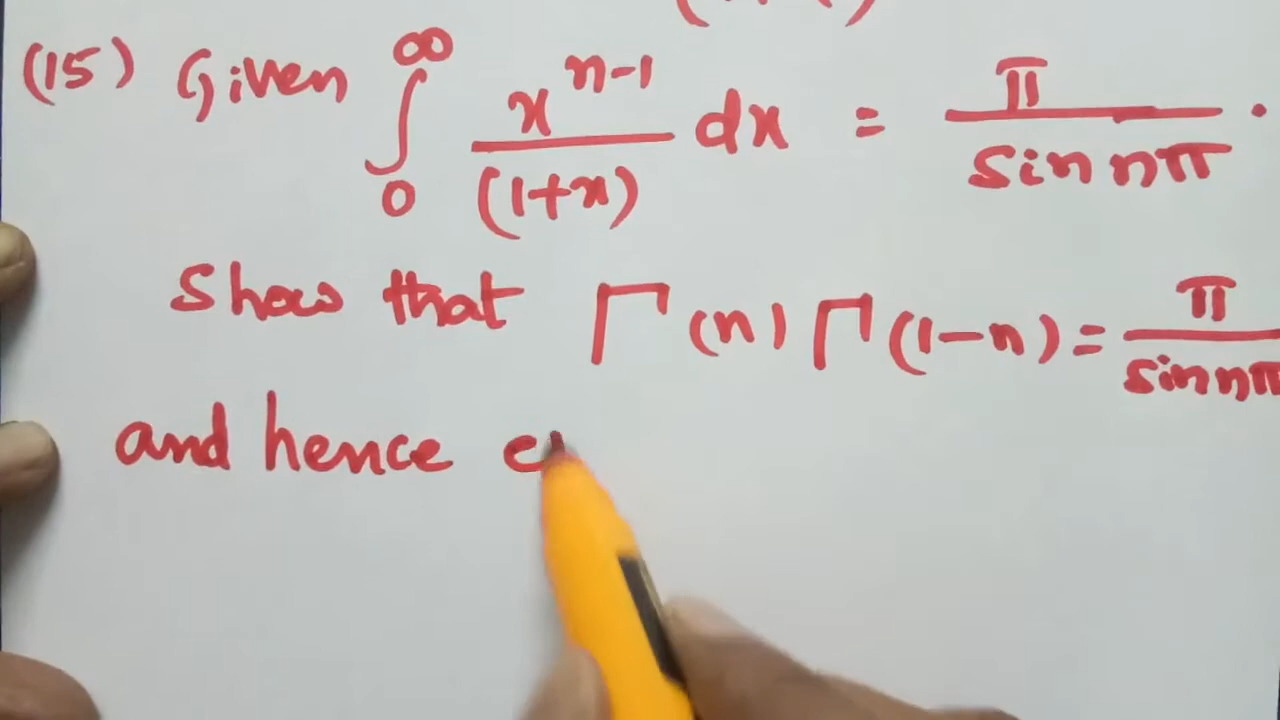 (15) Given ∫₀^∞ x^(n-1)/(1+x) dx = π/sin nπ .
Show that Γ(n) Γ(1-n) = π/sin nπ
and hence